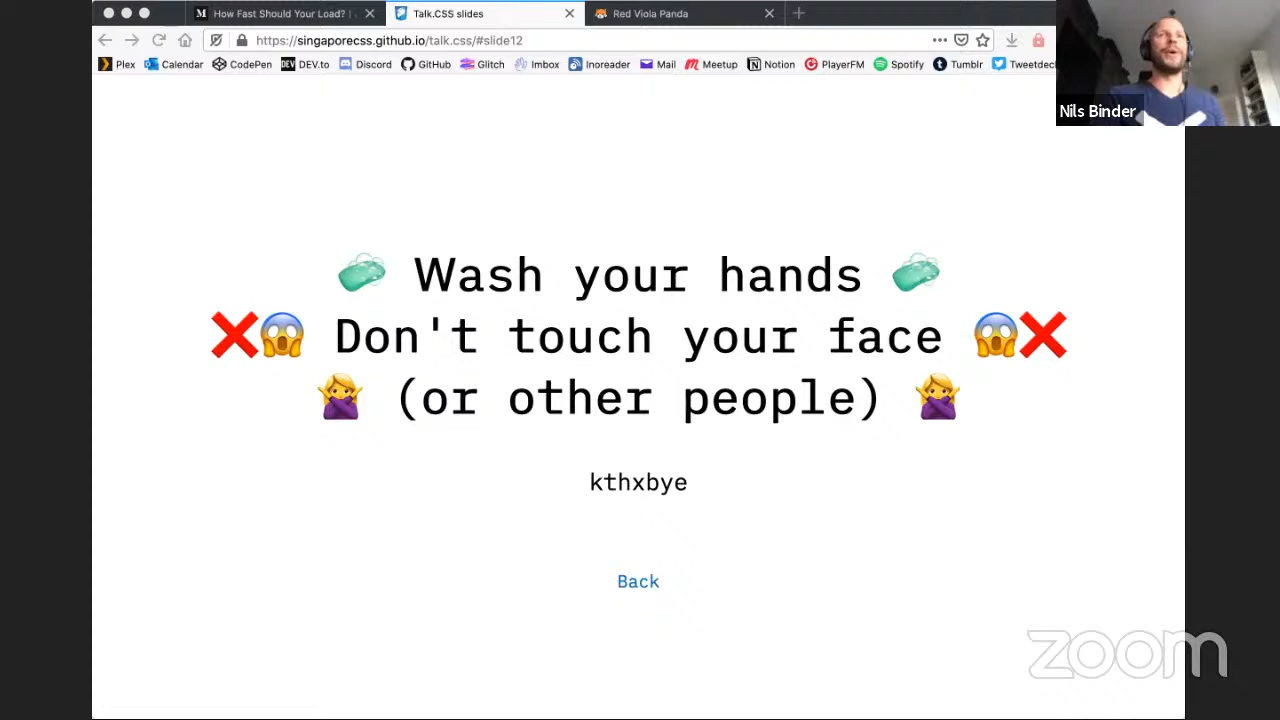 How Fast Should Your Load? |
Talk.CSS slides
Red Viola Panda
https://singaporecss.github.io/talk.css/#slide12
Plex Calendar CodePen DEV.to Discord GitHub Glitch Imbox Inoreader Mail Meetup Notion PlayerFM Spotify Tumblr Tweetdeck
Nils Binder
Wash your hands
Don't touch your face
(or other people)
kthxbye
Back
zoom